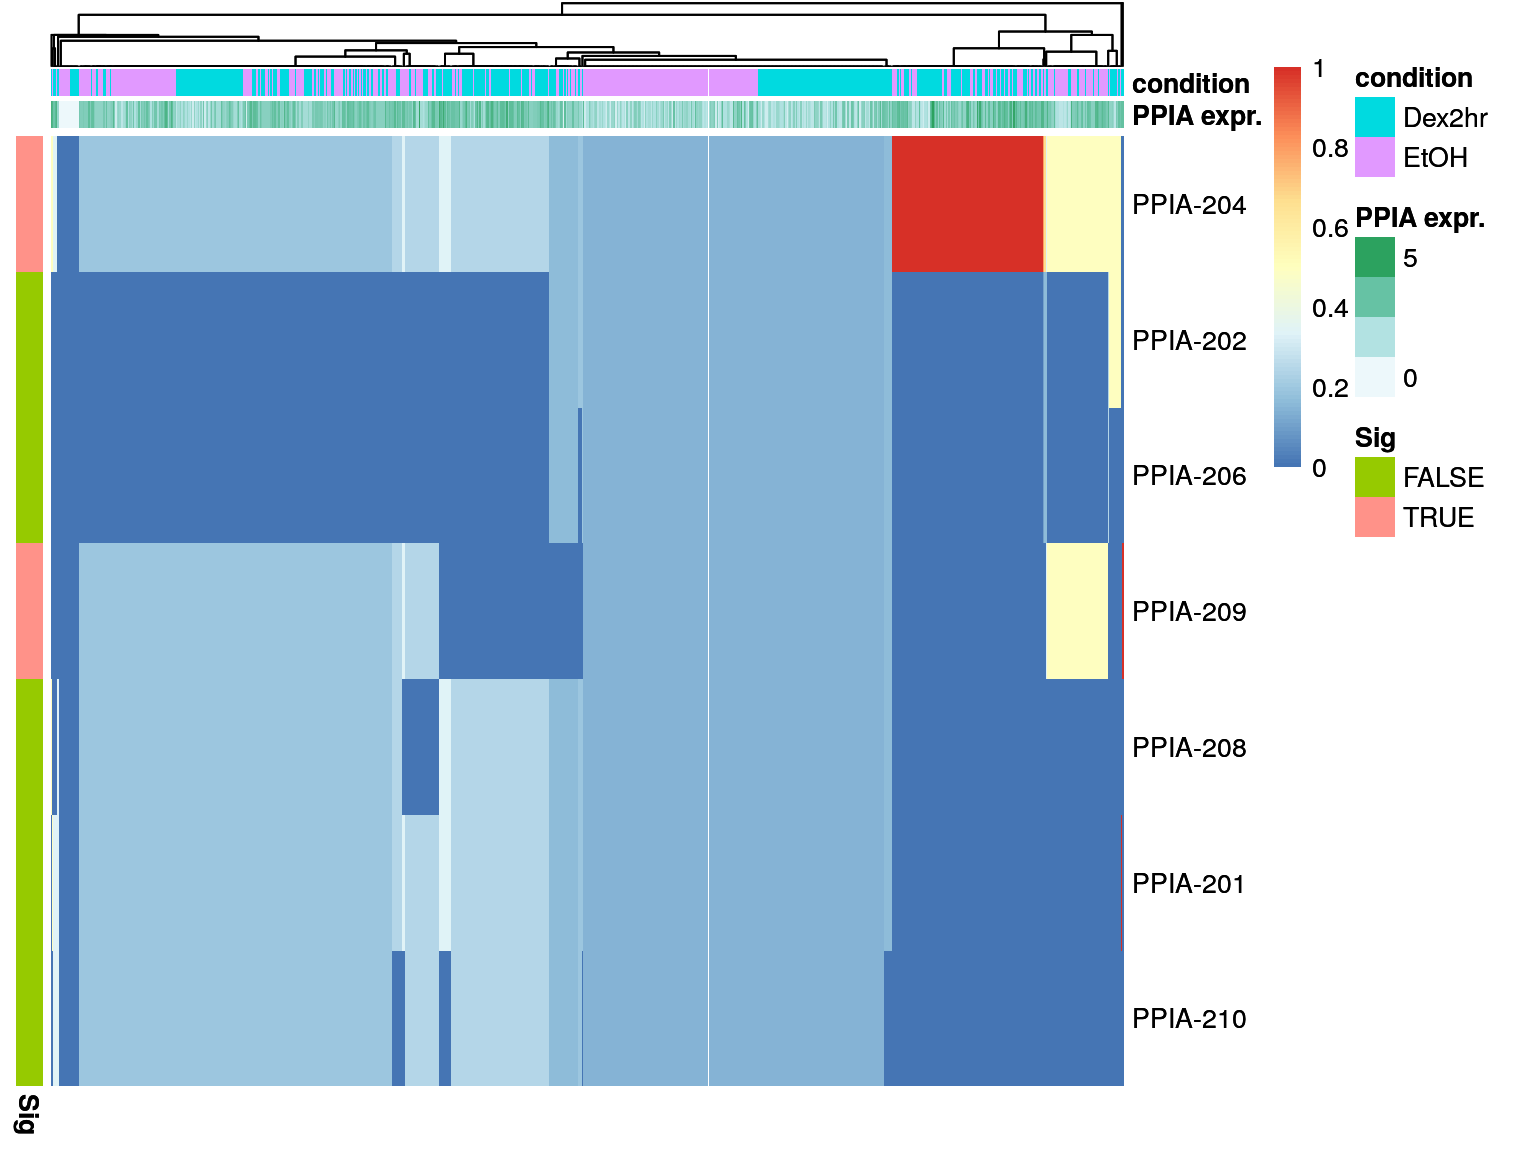 condition
PPIA expr.
PPIA-204
PPIA-202
PPIA-206
PPIA-209
PPIA-208
PPIA-201
PPIA-210
Sig
1
0.8
0.6
0.4
0.2
0
condition
Dex2hr
EtOH
PPIA expr.
5
0
Sig
FALSE
TRUE